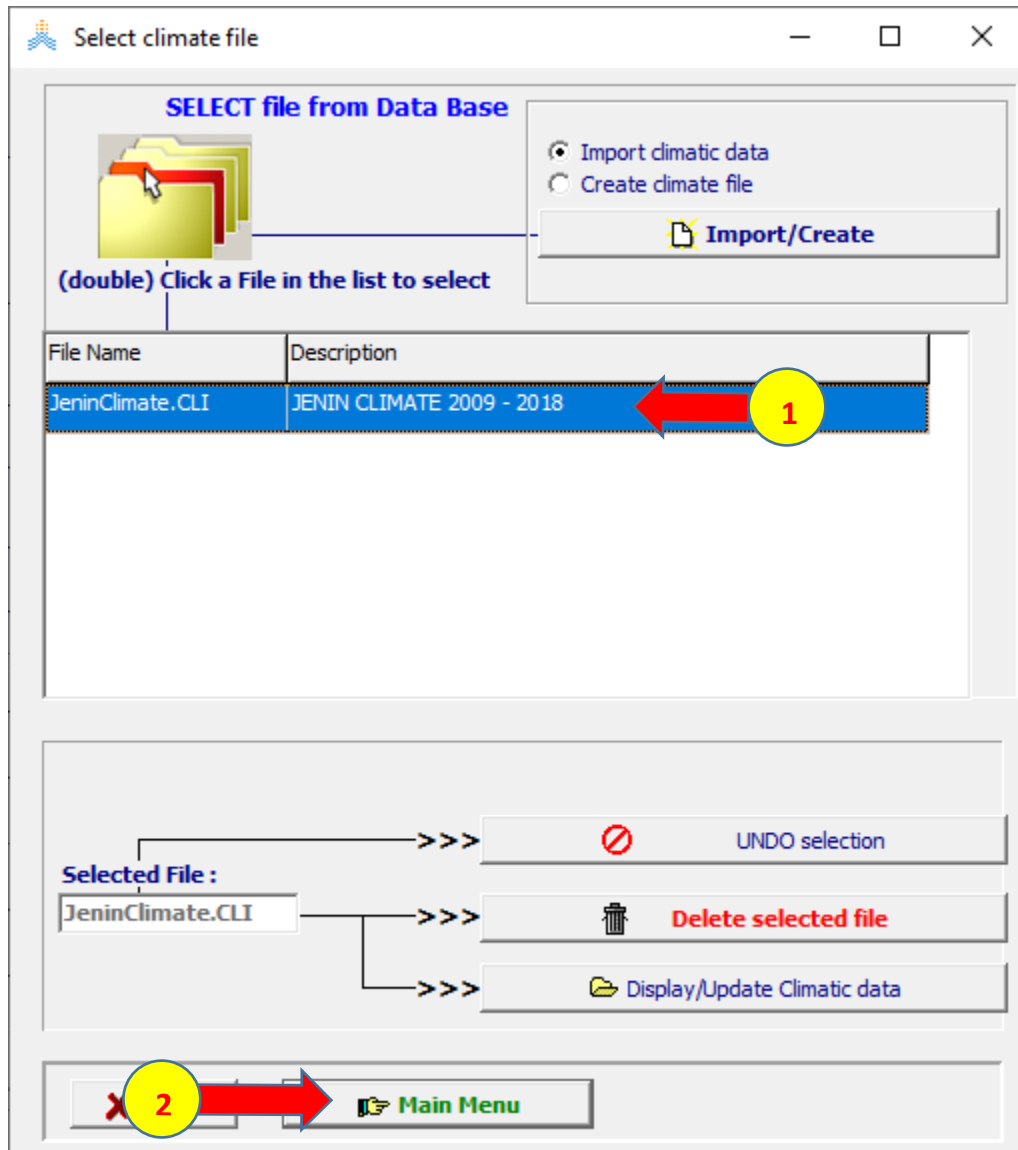 Select climate file
SELECT file from Data Base
Import climatic data
Create climate file
Import/Create
(double) Click a File in the list to select
File Name Description
JeninClimate.CLI JENIN CLIMATE 2009 - 2018
1
>>> UNDO selection
Selected File :
JeninClimate.CLI
>>> Delete selected file
>>> Display/Update Climatic data
2
Main Menu